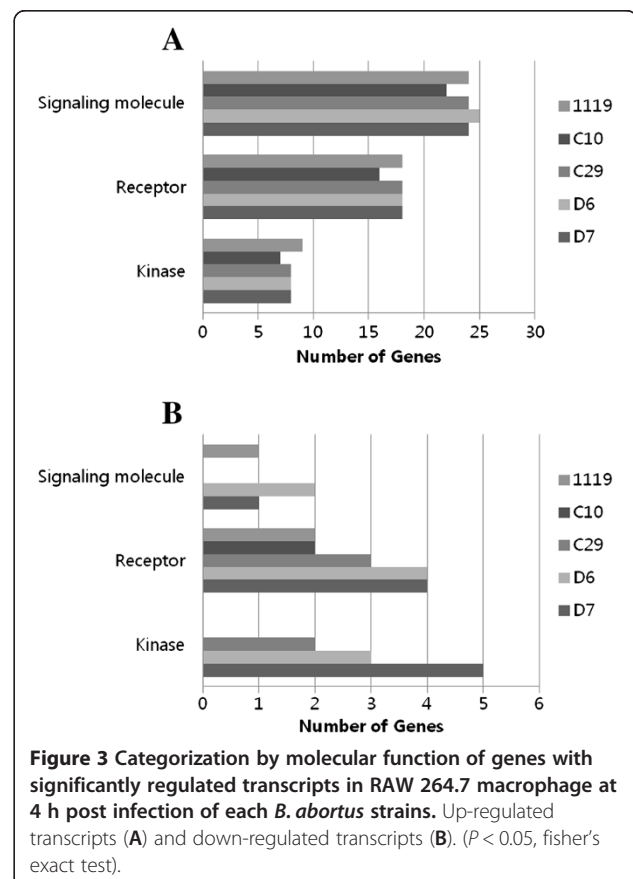 A
Signaling molecule
Receptor
Kinase
0 5 10 15 20 25 30
Number of Genes
1119
C10
C29
D6
D7
B
Signaling molecule
Receptor
Kinase
0 1 2 3 4 5 6
Number of Genes
1119
C10
C29
D6
D7
Figure 3 Categorization by molecular function of genes with
significantly regulated transcripts in RAW 264.7 macrophage at
4 h post infection of each B. abortus strains. Up-regulated
transcripts (A) and down-regulated transcripts (B). (P < 0.05, fisher's
exact test).